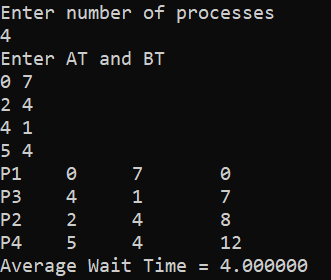 Enter number of processes
4
Enter AT and BT
0 7
2 4
4 1
5 4
P1 0 7 0
P3 4 1 7
P2 2 4 8
P4 5 4 12
Average Wait Time = 4.000000